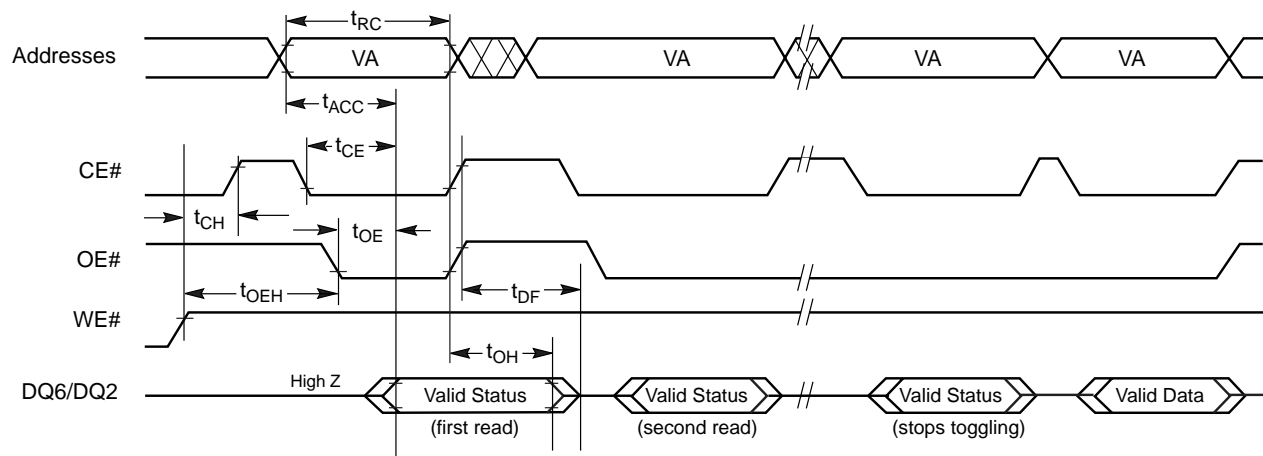 tRC
Addresses VA VA VA VA
tACC
tCE
CE#
tCH tOE
OE#
tOEH tDF
WE#
tOH
High Z
DQ6/DQ2 Valid Status Valid Status Valid Status Valid Data
(first read) (second read) (stops toggling)